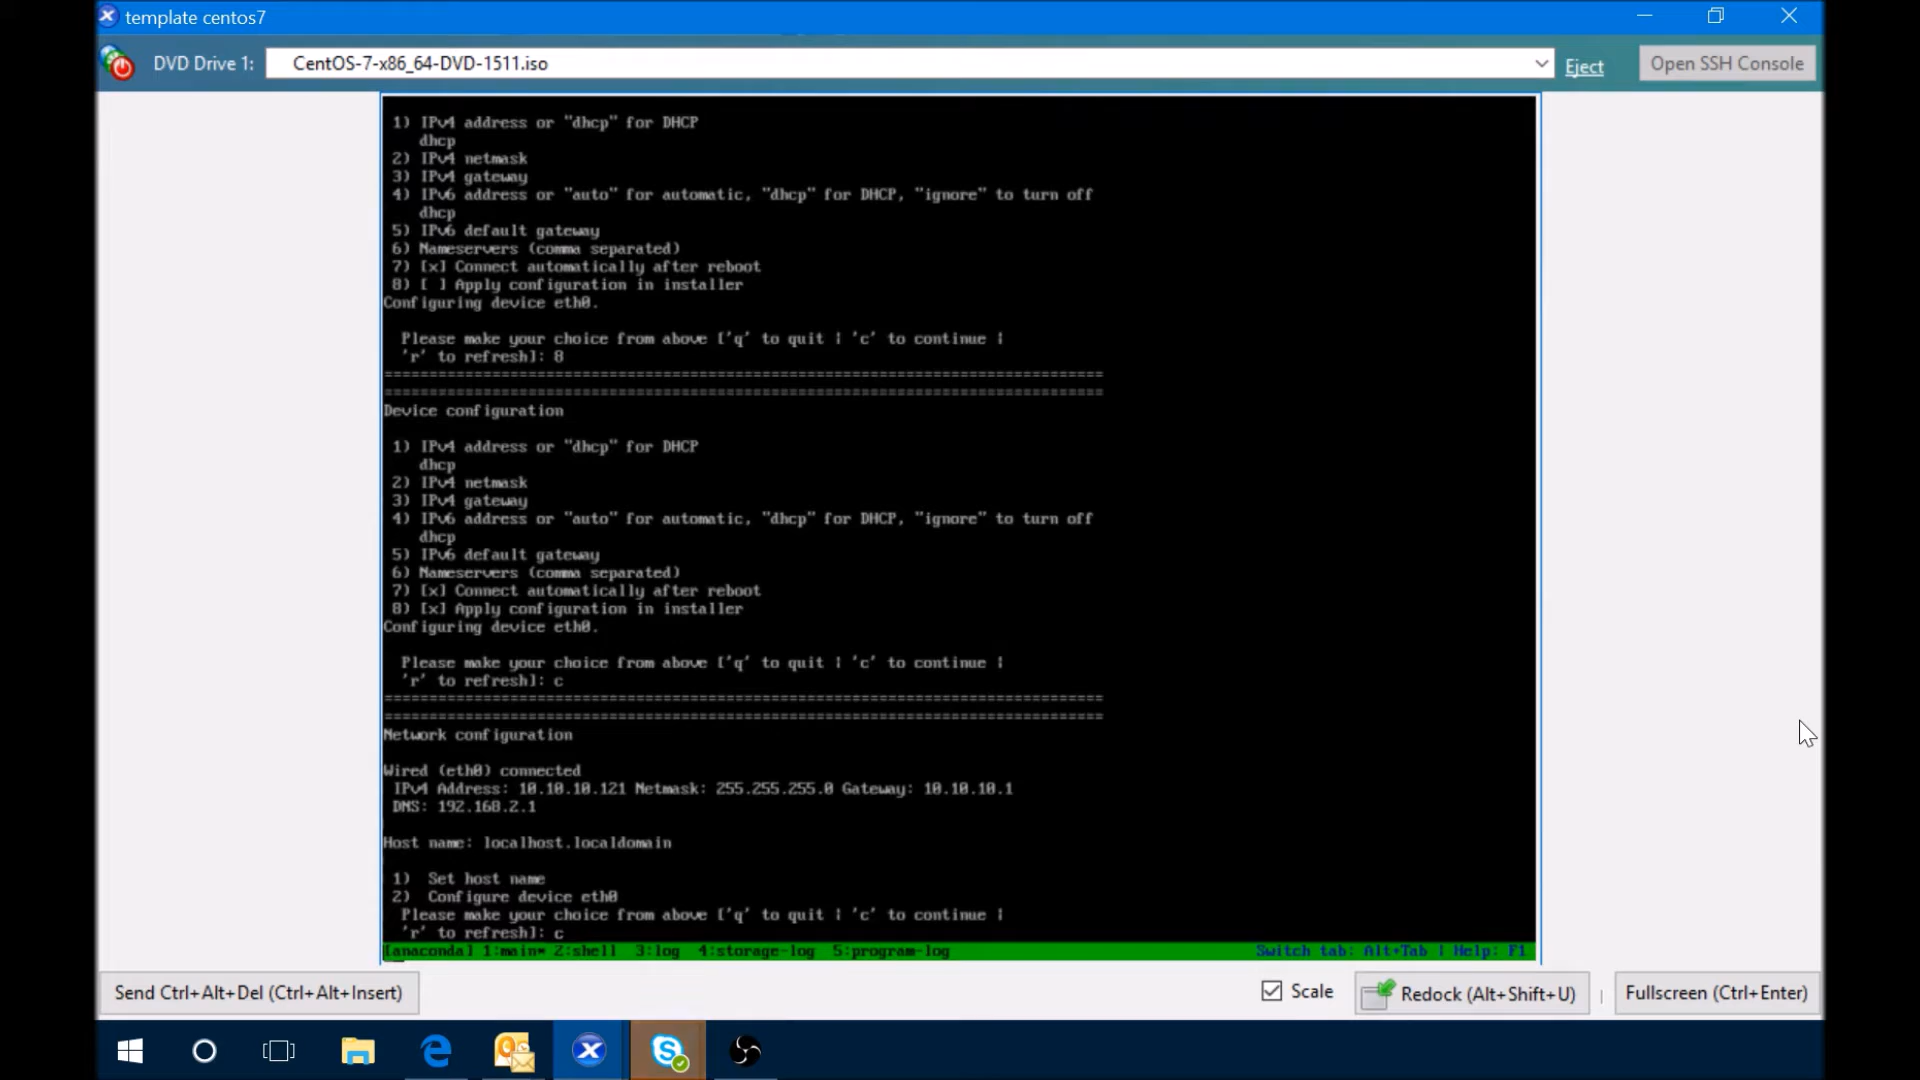 template centos7
DVD Drive 1: CentOS-7-x86_64-DVD-1511.iso Eject Open SSH Console
1) IPv4 address or "dhcp" for DHCP
dhcp
2) IPv4 netmask
3) IPv4 gateway
4) IPv6 address or "auto" for automatic, "dhcp" for DHCP, "ignore" to turn off
dhcp
5) IPv6 default gateway
6) Nameservers (comma separated)
7) [x] Connect automatically after reboot
8) [ ] Apply configuration in installer
Configuring device eth0.
Please make your choice from above ['q' to quit | 'c' to continue |
'r' to refresh]: 8
================================================================================
================================================================================
Device configuration
1) IPv4 address or "dhcp" for DHCP
dhcp
2) IPv4 netmask
3) IPv4 gateway
4) IPv6 address or "auto" for automatic, "dhcp" for DHCP, "ignore" to turn off
dhcp
5) IPv6 default gateway
6) Nameservers (comma separated)
7) [x] Connect automatically after reboot
8) [x] Apply configuration in installer
Configuring device eth0.
Please make your choice from above ['q' to quit | 'c' to continue |
'r' to refresh]: c
================================================================================
================================================================================
Network configuration
Wired (eth0) connected
IPv4 Address: 10.10.10.121 Netmask: 255.255.255.0 Gateway: 10.10.10.1
DNS: 192.168.2.1
Host name: localhost.localdomain
1) Set host name
2) Configure device eth0
Please make your choice from above ['q' to quit | 'c' to continue |
'r' to refresh]: c
[anaconda] 1:main* 2:shell 3:log 4:storage-log 5:program-log Switch tab: Alt+Tab | Help: F1
Send Ctrl+Alt+Del (Ctrl+Alt+Insert) Scale Redock (Alt+Shift+U) Fullscreen (Ctrl+Enter)